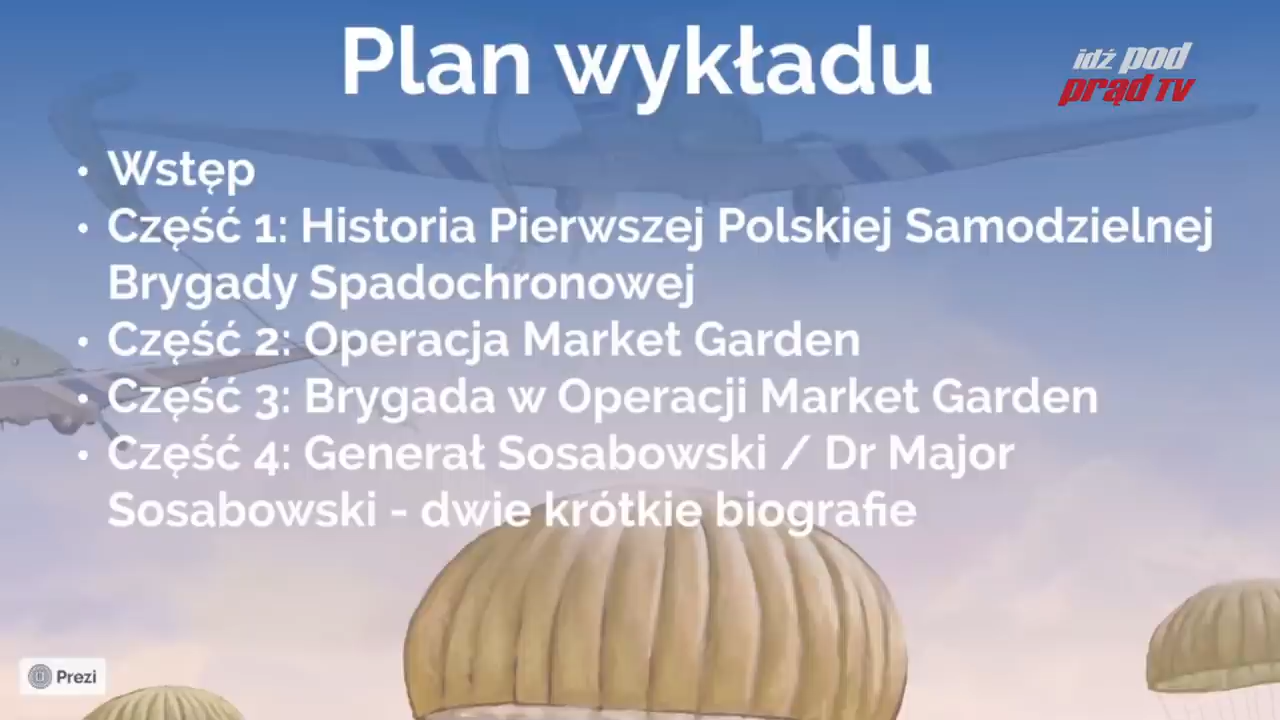 Plan wykładu
idź pod
prąd TV
• Wstęp
• Część 1: Historia Pierwszej Polskiej Samodzielnej
Brygady Spadochronowej
• Część 2: Operacja Market Garden
• Część 3: Brygada w Operacji Market Garden
• Część 4: Generał Sosabowski / Dr Major
Sosabowski - dwie krótkie biografie
Prezi